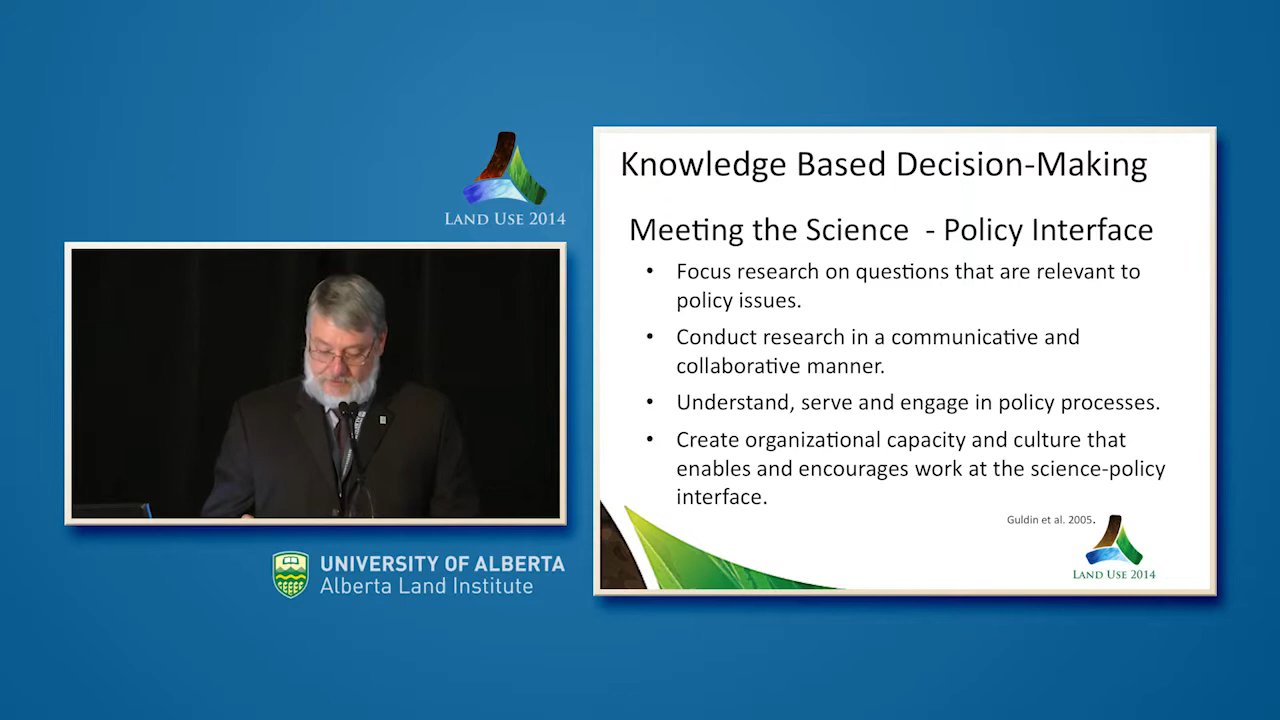 LAND USE 2014
UNIVERSITY OF ALBERTA
Alberta Land Institute
Knowledge Based Decision-Making
Meeting the Science - Policy Interface
• Focus research on questions that are relevant to
policy issues.
• Conduct research in a communicative and
collaborative manner.
• Understand, serve and engage in policy processes.
• Create organizational capacity and culture that
enables and encourages work at the science-policy
interface.
Guldin et al. 2005.
LAND USE 2014